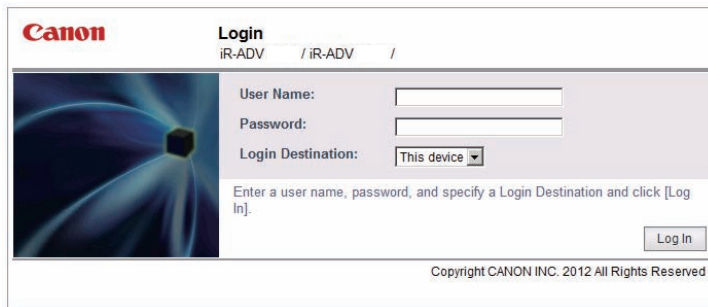 Canon
Login
iR-ADV / iR-ADV /
User Name:
Password:
Login Destination: This device
Enter a user name, password, and specify a Login Destination and click [Log
In].
Log In
Copyright CANON INC. 2012 All Rights Reserved